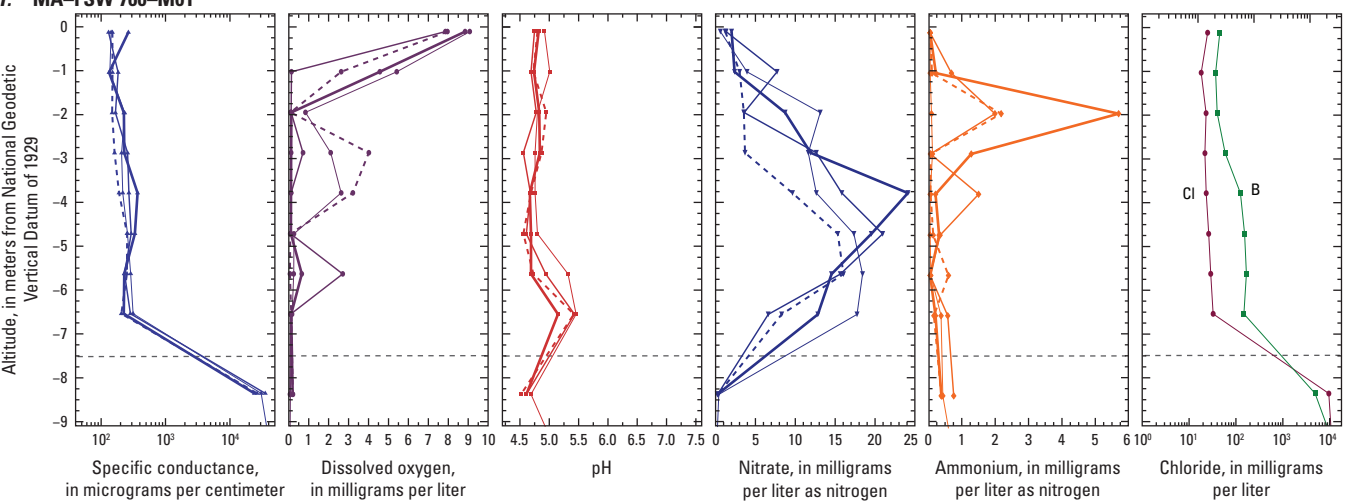 MA–FSW 700–M01
Altitude, in meters from National Geodetic
Vertical Datum of 1929
0
−1
−2
−3
−4
−5
−6
−7
−8
−9
10² 10³ 10⁴
Specific conductance,
in micrograms per centimeter
0 1 2 3 4 5 6 7 8 9 10
Dissolved oxygen,
in milligrams per liter
4.5 5.0 5.5 6.0 6.5 7.0 7.5
pH
0 5 10 15 20 25
Nitrate, in milligrams
per liter as nitrogen
0 1 2 3 4 5 6
Ammonium, in milligrams
per liter as nitrogen
Cl B
10⁰ 10¹ 10² 10³ 10⁴
Chloride, in milligrams
per liter